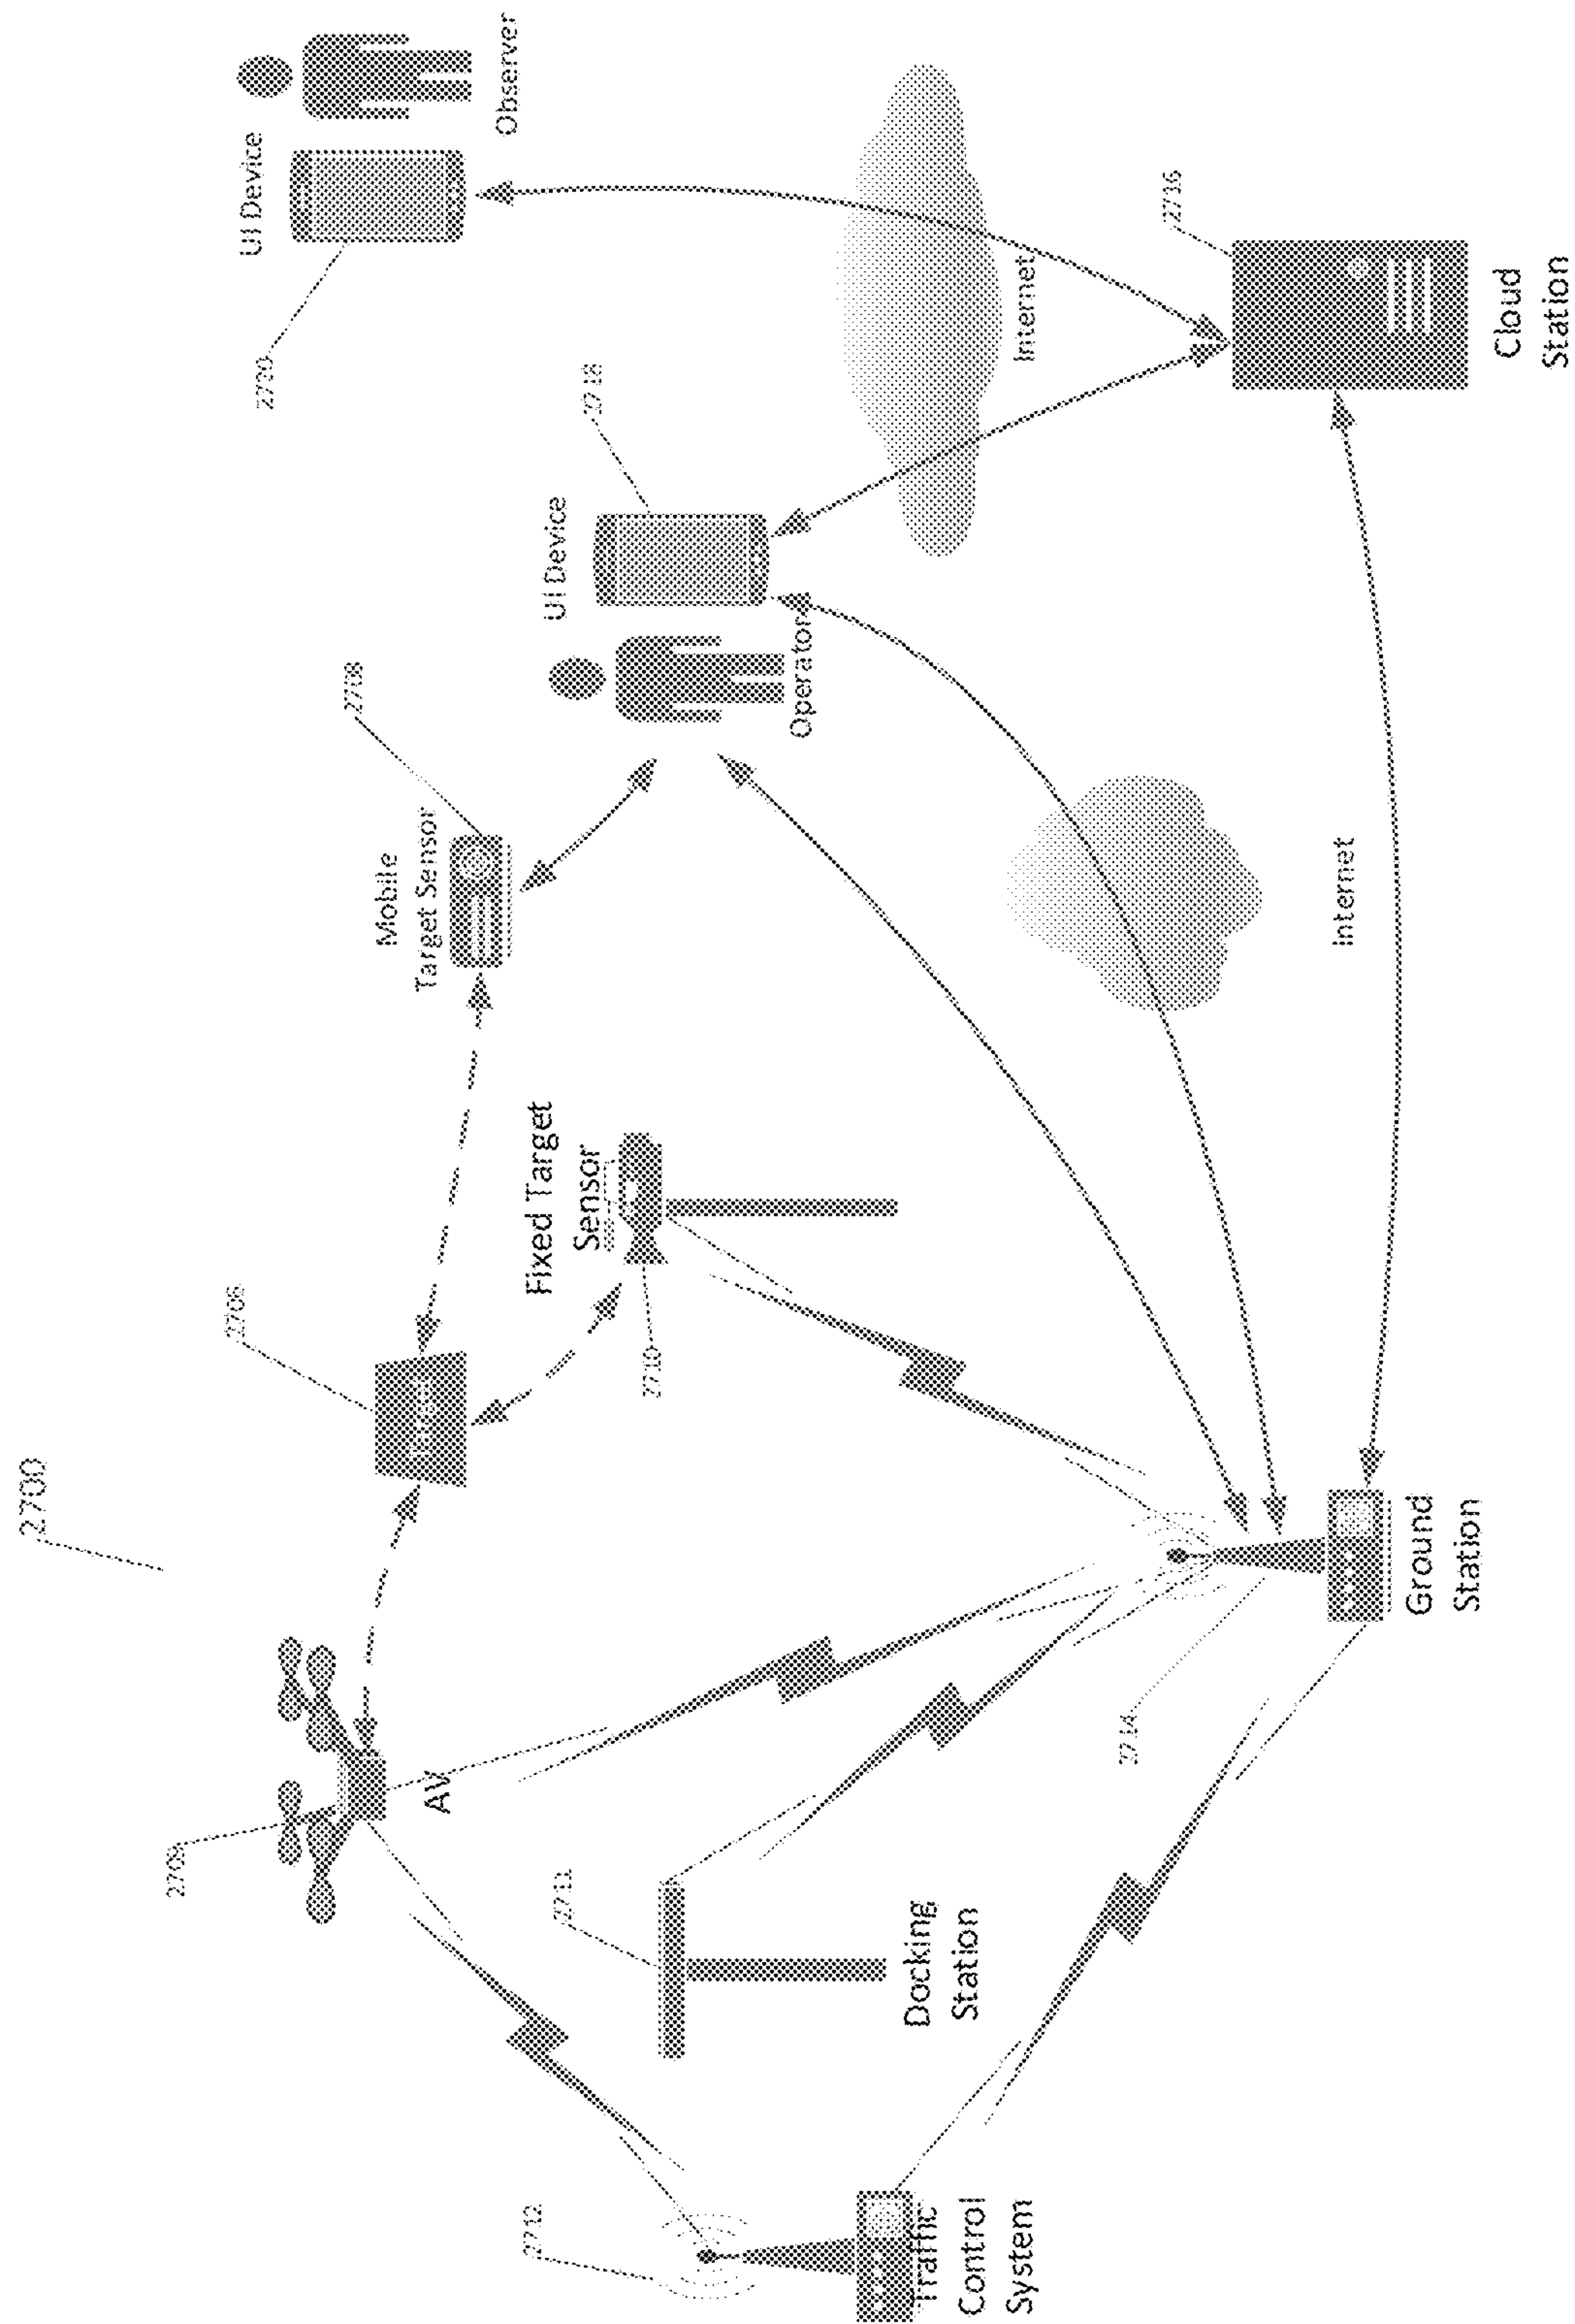 2700
2709
2706
UI Device
2720
2708
Mobile
Target Sensor
AV
Observer
2712
Fixed Target
Sensor
UI Device
2711
2718
2710
Operator
Docking
Station
Traffic
Control
System
Internet
2714
2716
Internet
Ground
Station
Cloud
Station